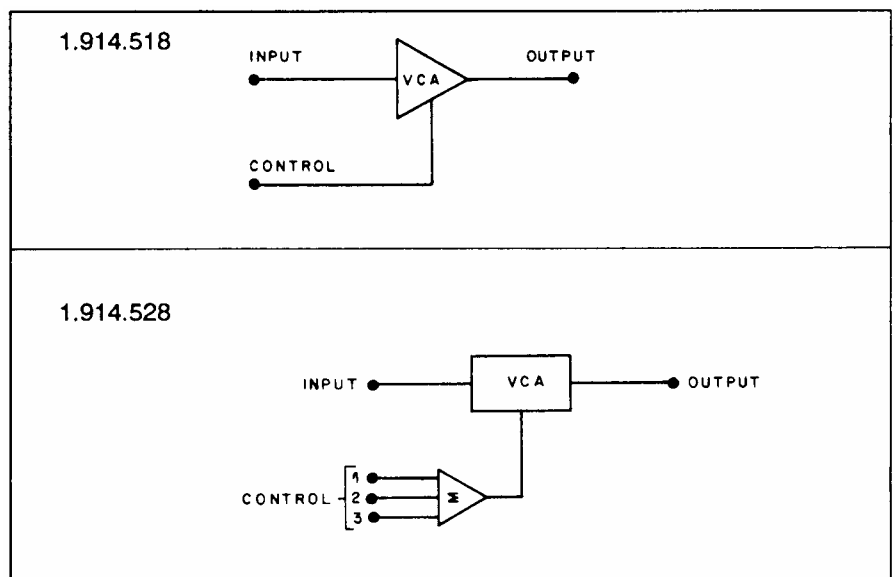 1.914.518
INPUT
OUTPUT
VCA
CONTROL
1.914.528
INPUT
VCA
OUTPUT
CONTROL
1
2
3
Σ